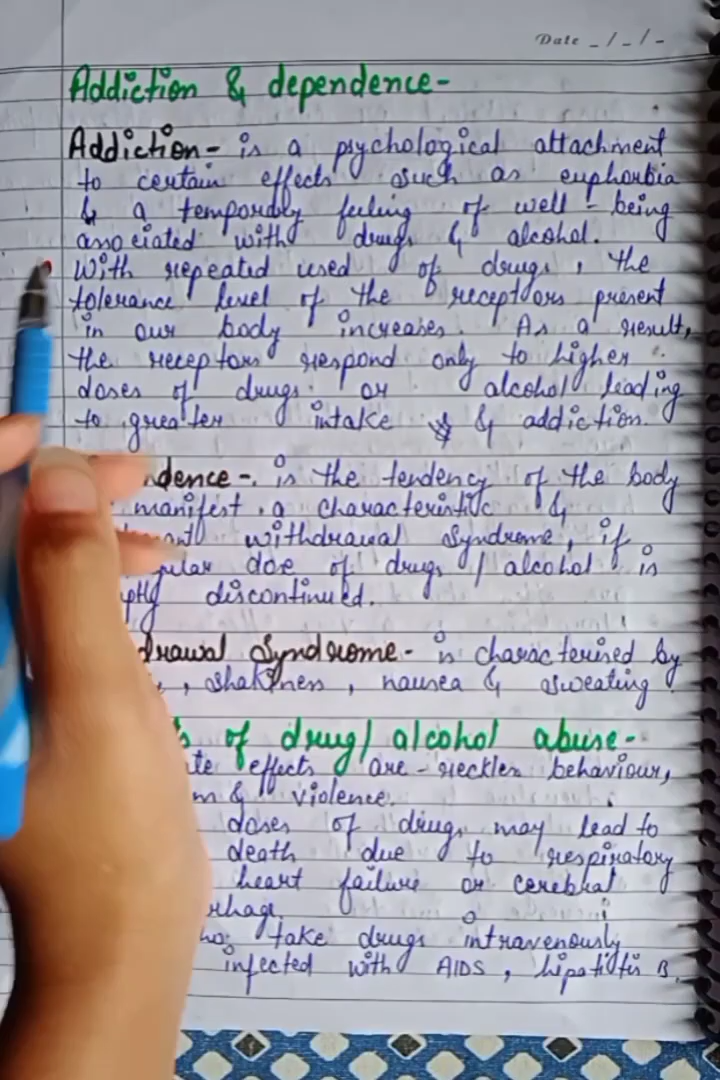 Date _ / _ / _
Addiction & dependence -
Addiction - is a psychological attachment
to certain effects such as euphorbia
& a temporary feeling of well - being
associated with drugs & alcohol.
With repeated used of drugs, the
tolerance level of the receptors present
in our body increases. As a result,
the receptors respond only to higher
doses of drugs or alcohol leading
to greater intake & addiction.
dence - is the tendency of the body
manifest a characteristic &
withdrawal syndrome, if
dose of drugs / alcohol is
discontinued.
drawal Syndrome - is characterised by
, shakiness, nausea & sweating
of drug/alcohol abuse -
effects are - reckless behaviour,
& violence.
doses of drugs may lead to
death due to respiratory
heart failure or cerebral
rhage.
take drugs intravenously
infected with AIDS, hipatitis B.